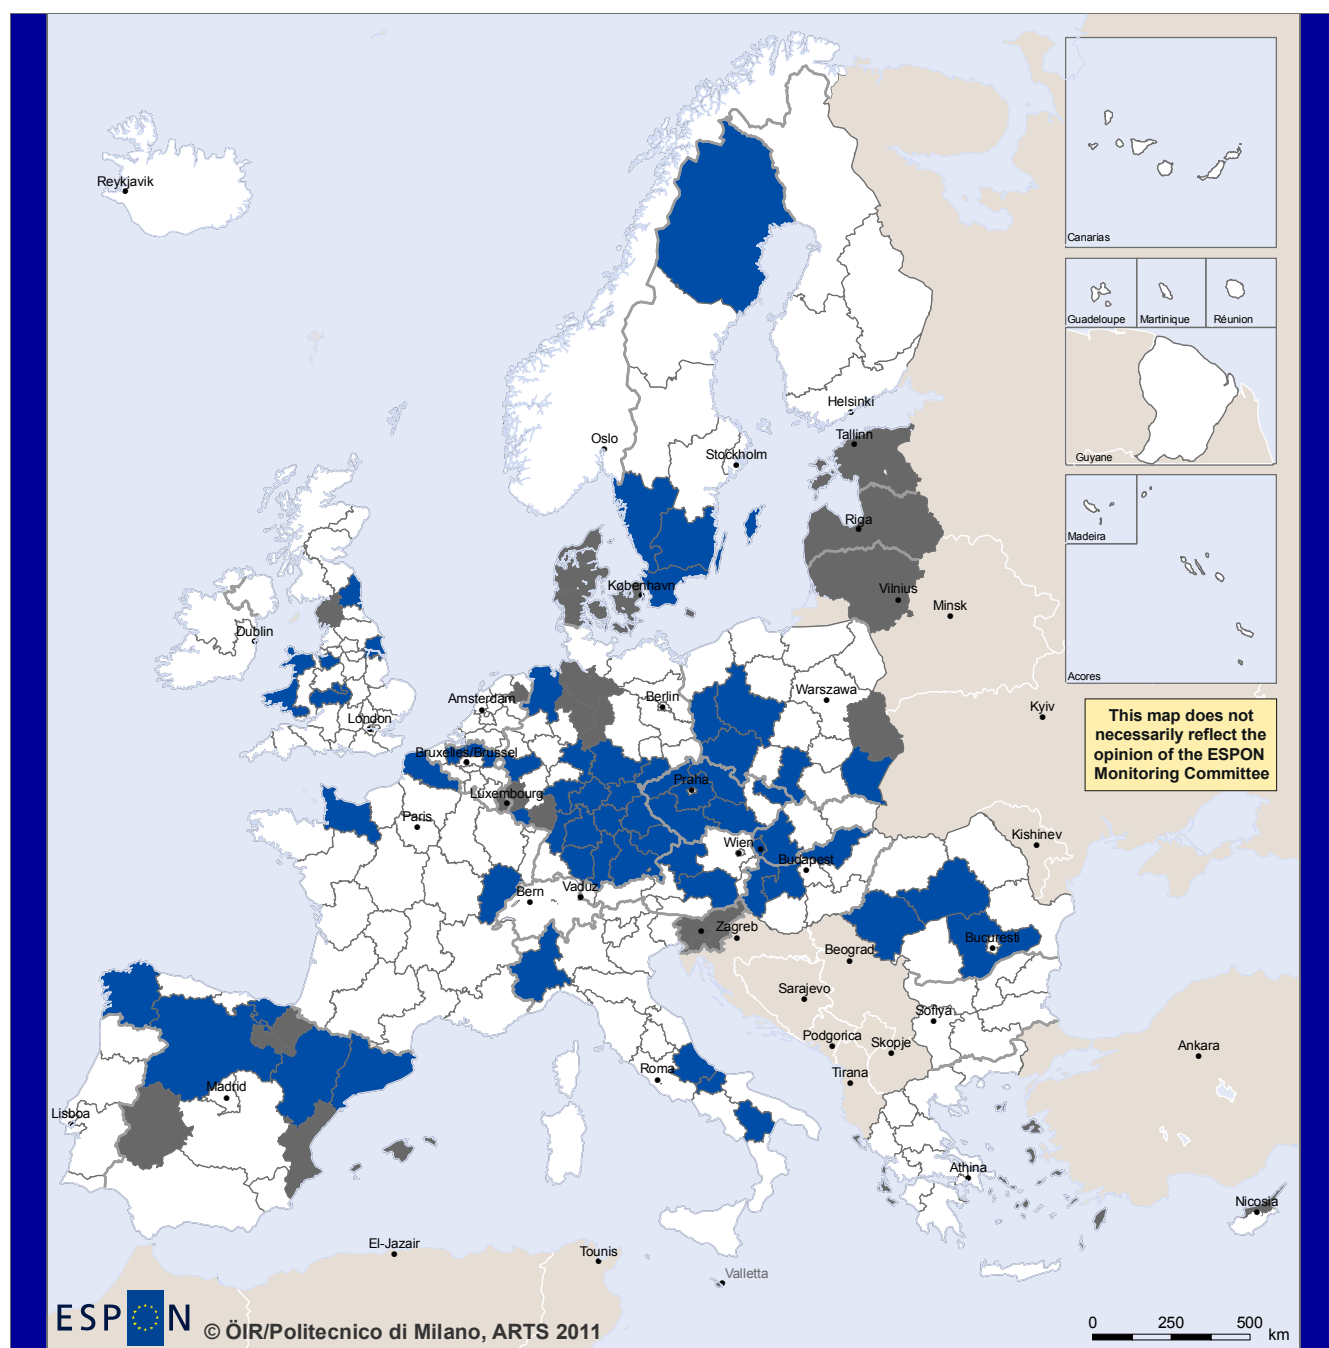 Reykjavik
Canarias
Guadeloupe
Martinique
Réunion
Helsinki
Tallinn
Oslo
Stockholm
Guyane
Riga
Madeira
København
Vilnius
Minsk
Dublin
Acores
Amsterdam
Berlin
Warszawa
Kyiv
London
This map does not
necessarily reflect the
opinion of the ESPON
Monitoring Committee
Bruxelles/Brussel
Praha
Luxembourg
Paris
Kishinev
Wien
Budapest
Bern
Vaduz
Zagreb
Bucuresti
Beograd
Sarajevo
Sofiya
Podgorica
Skopje
Ankara
Roma
Tirana
Madrid
Lisboa
Athina
Nicosia
El-Jazair
Tounis
Valletta
ESPON
© ÖIR/Politecnico di Milano, ARTS 2011
0 250 500
km